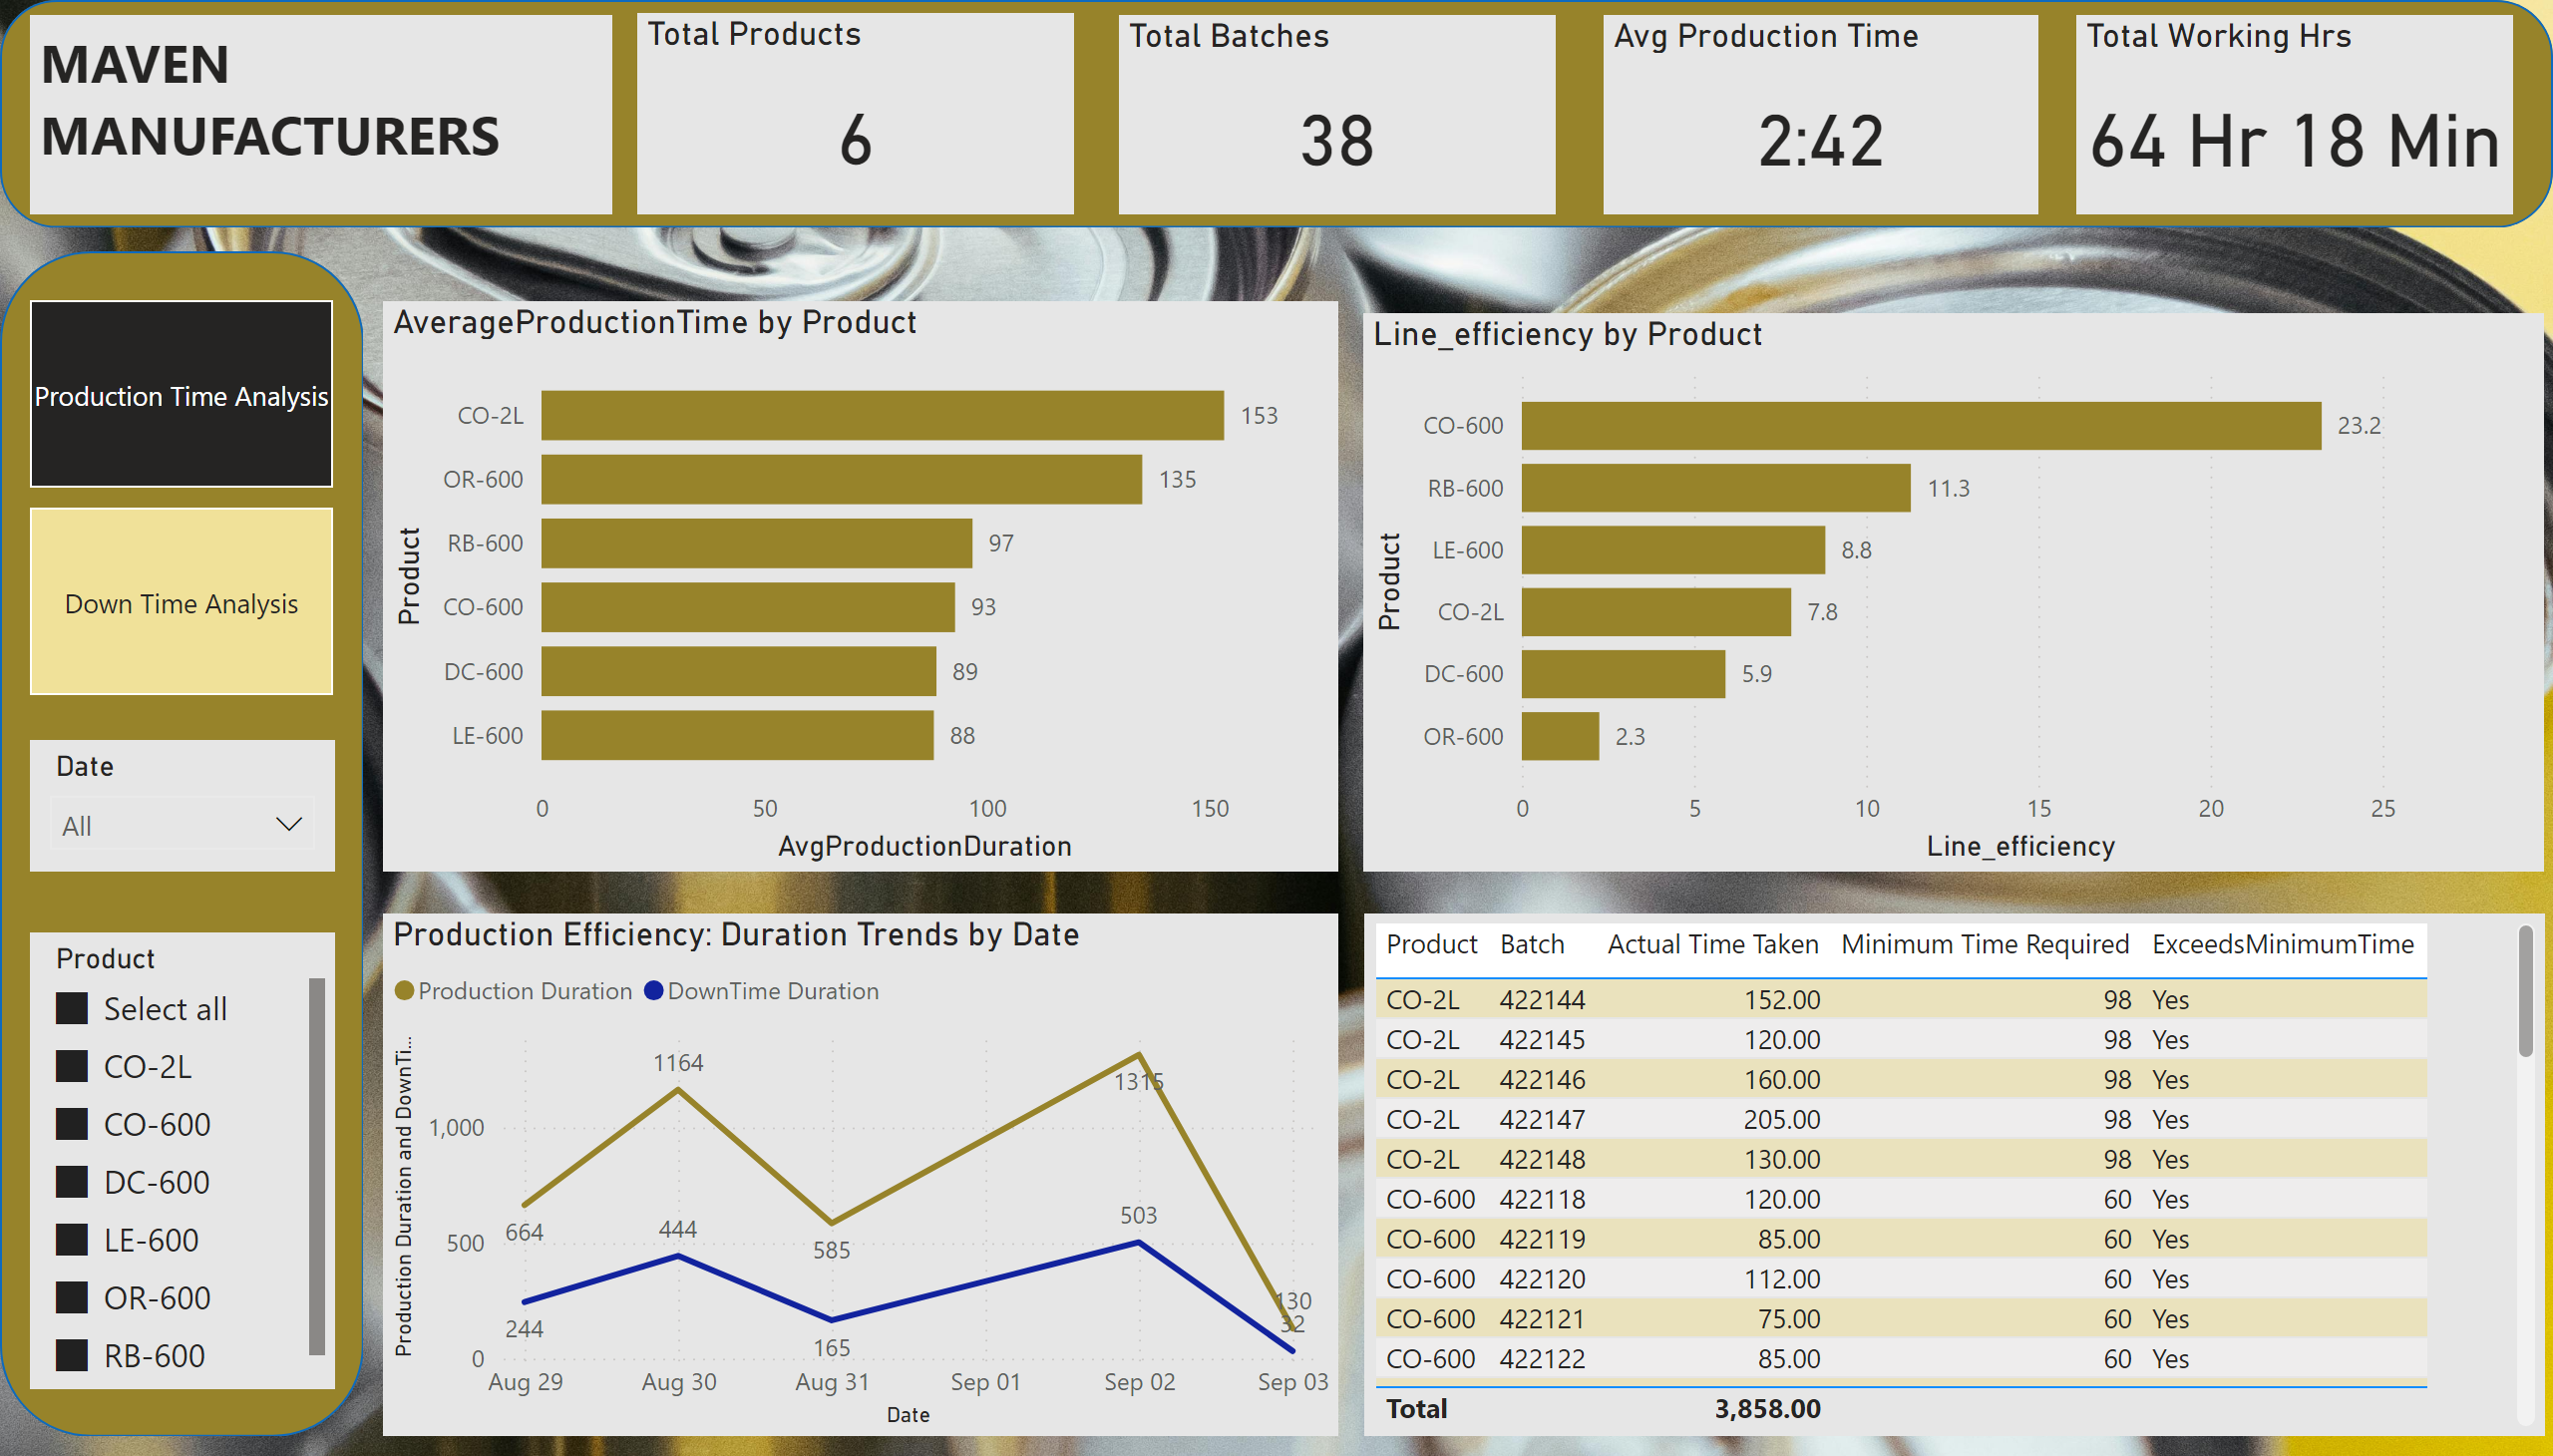 MAVEN
MANUFACTURERS
Total Products
6
Total Batches
38
Avg Production Time
2:42
Total Working Hrs
64 Hr 18 Min
Production Time Analysis
Down Time Analysis
Date
All
Product
Select all
CO-2L
CO-600
DC-600
LE-600
OR-600
RB-600
AverageProductionTime by Product
Product
CO-2L 153
OR-600 135
RB-600 97
CO-600 93
DC-600 89
LE-600 88
0 50 100 150
AvgProductionDuration
Line_efficiency by Product
Product
CO-600 23.2
RB-600 11.3
LE-600 8.8
CO-2L 7.8
DC-600 5.9
OR-600 2.3
0 5 10 15 20 25
Line_efficiency
Production Efficiency: Duration Trends by Date
Production Duration DownTime Duration
Production Duration and DownTi...
1,000
500
0
664 1164 585 1315 130
244 444 165 503 32
Aug 29 Aug 30 Aug 31 Sep 01 Sep 02 Sep 03
Date
Product Batch Actual Time Taken Minimum Time Required ExceedsMinimumTime
CO-2L 422144 152.00 98 Yes
CO-2L 422145 120.00 98 Yes
CO-2L 422146 160.00 98 Yes
CO-2L 422147 205.00 98 Yes
CO-2L 422148 130.00 98 Yes
CO-600 422118 120.00 60 Yes
CO-600 422119 85.00 60 Yes
CO-600 422120 112.00 60 Yes
CO-600 422121 75.00 60 Yes
CO-600 422122 85.00 60 Yes
Total 3,858.00